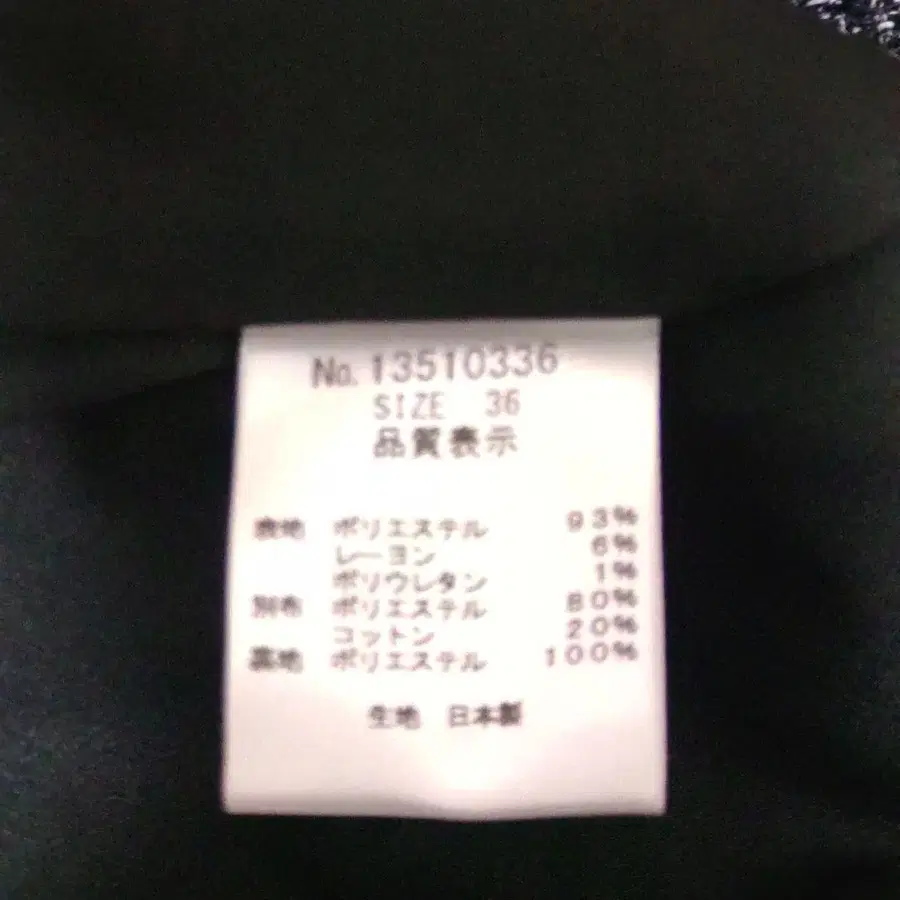 No.13510336
SIZE 36
品質表示
表地 ポリエステル 93%
レーヨン 6%
ポリウレタン 1%
別布 ポリエステル 80%
コットン 20%
裏地 ポリエステル 100%
生地 日本製